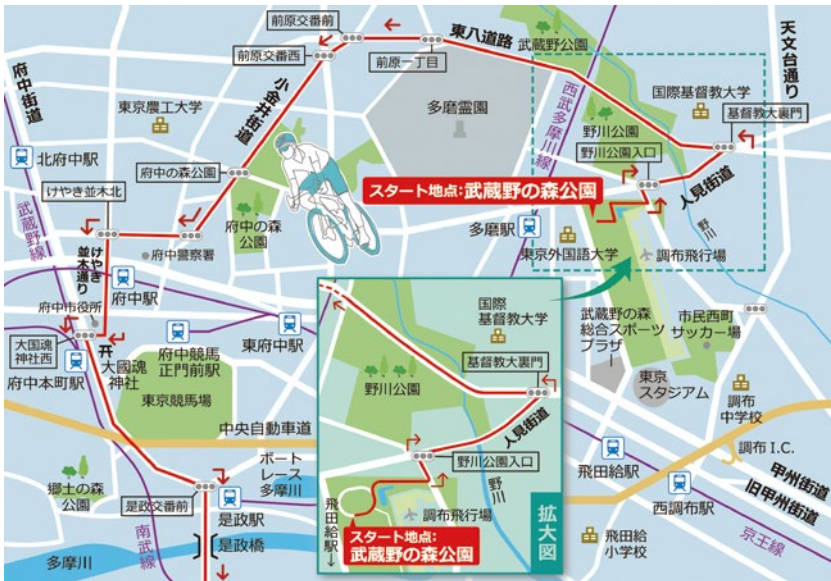 前原交番前
東八道路
武蔵野公園
天文台通り
府中街道
前原交番西
前原一丁目
小金井街道
西武多摩川線
国際基督教大学
東京農工大学
多磨霊園
野川公園
基督教大裏門
北府中駅
府中の森公園
野川公園入口
けやき並木北
スタート地点:武蔵野の森公園
人見街道
武蔵野線
府中の森
公園
多磨駅
野川
けやき
並木通り
府中警察署
東京外国語大学
調布飛行場
府中駅
国際
基督教大学
府中市役所
武蔵野の森
総合スポーツ
プラザ
市民西町
サッカー場
大国魂
神社西
大國魂
神社
府中競馬
正門前駅
東府中駅
基督教大裏門
府中本町駅
野川公園
東京
スタジアム
調布
中学校
東京競馬場
人見街道
中央自動車道
野川公園入口
調布 I.C.
郷土の森
公園
ボート
レース
多摩川
野川
飛田給駅
甲州街道
旧甲州街道
是政交番前
飛田給駅↓
調布飛行場
拡大図
西調布駅
是政駅
南武線
スタート地点:
武蔵野の森公園
飛田給
小学校
京王線
多摩川
是政橋